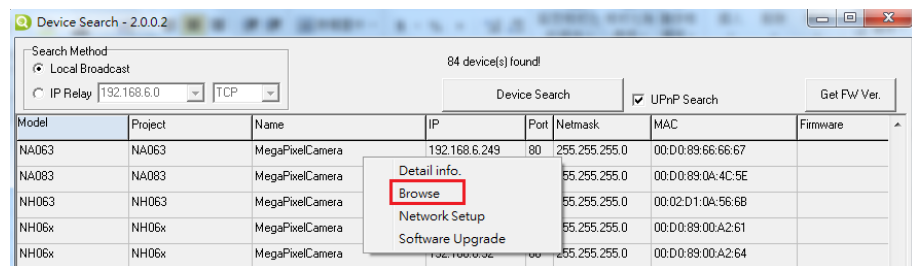 Device Search - 2.0.0.2
Search Method
Local Broadcast
84 device(s) found!
IP Relay 192.168.6.0 TCP
Device Search
UPnP Search
Get FW Ver.
Model Project Name IP Port Netmask MAC Firmware
NA063 NA063 MegaPixelCamera 192.168.6.249 80 255.255.255.0 00:D0:89:66:66:67
NA083 NA083 MegaPixelCamera 55.255.255.0 00:D0:89:0A:4C:5E
NH063 NH063 MegaPixelCamera 55.255.255.0 00:02:D1:0A:56:6B
NH06x NH06x MegaPixelCamera 55.255.255.0 00:D0:89:00:A2:61
NH06x NH06x MegaPixelCamera 255.255.255.0 00:D0:89:00:A2:64
Detail info.
Browse
Network Setup
Software Upgrade